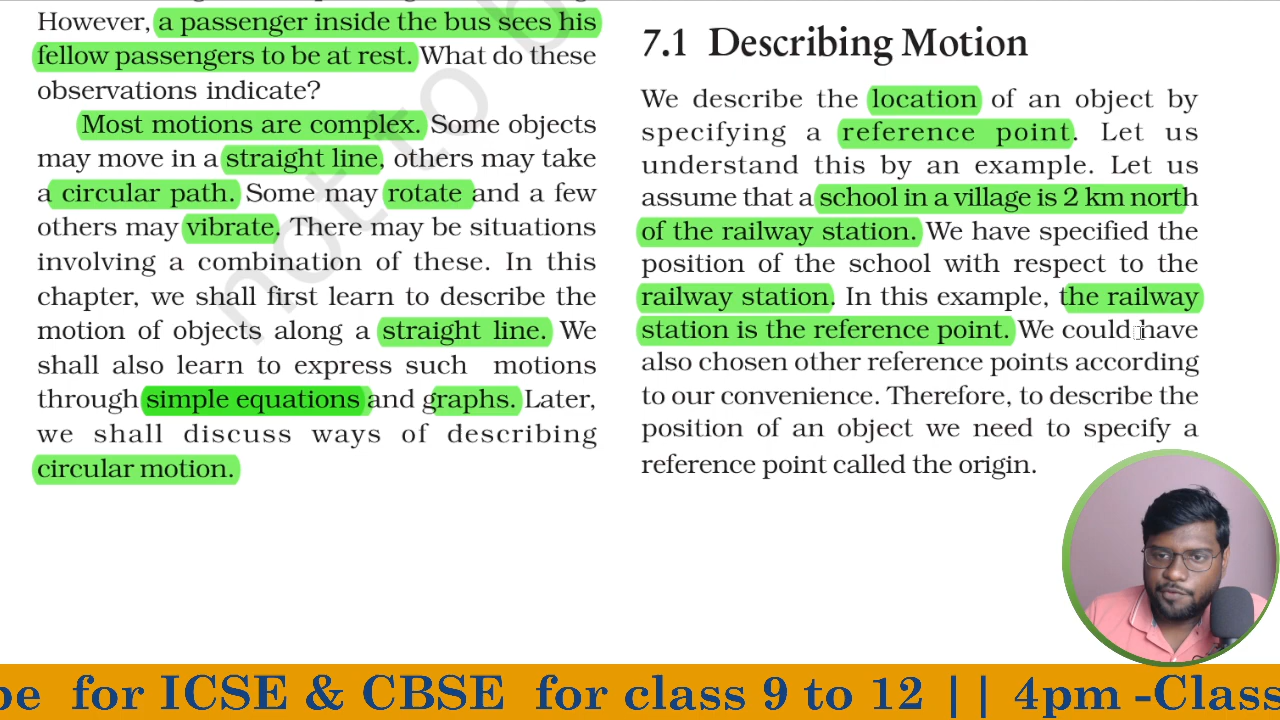 However, a passenger inside the bus sees his
fellow passengers to be at rest. What do these
observations indicate?
Most motions are complex. Some objects
may move in a straight line, others may take
a circular path. Some may rotate and a few
others may vibrate. There may be situations
involving a combination of these. In this
chapter, we shall first learn to describe the
motion of objects along a straight line. We
shall also learn to express such motions
through simple equations and graphs. Later,
we shall discuss ways of describing
circular motion.
not to b
7.1 Describing Motion
We describe the location of an object by
specifying a reference point. Let us
understand this by an example. Let us
assume that a school in a village is 2 km north
of the railway station. We have specified the
position of the school with respect to the
railway station. In this example, the railway
station is the reference point. We could have
also chosen other reference points according
to our convenience. Therefore, to describe the
position of an object we need to specify a
reference point called the origin.
be for ICSE & CBSE for class 9 to 12 || 4pm -Class